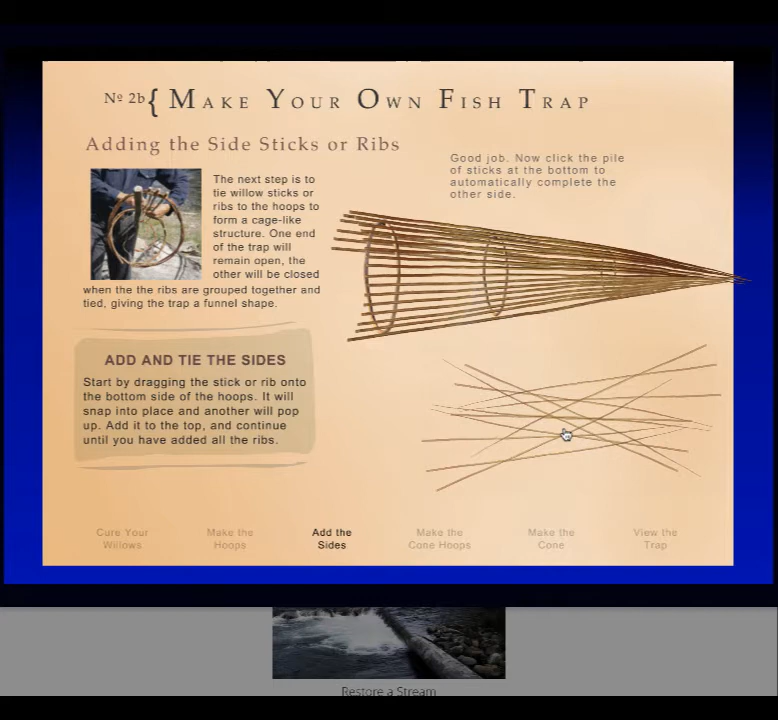 Nº 2b{ Make Your Own Fish Trap
Adding the Side Sticks or Ribs
Good job. Now click the pile
of sticks at the bottom to
automatically complete the
other side.
The next step is to
tie willow sticks or
ribs to the hoops to
form a cage-like
structure. One end
of the trap will
remain open, the
other will be closed
when the the ribs are grouped together and
tied, giving the trap a funnel shape.
ADD AND TIE THE SIDES
Start by dragging the stick or rib onto
the bottom side of the hoops. It will
snap into place and another will pop
up. Add it to the top, and continue
until you have added all the ribs.
Cure Your
Willows
Make the
Hoops
Add the
Sides
Make the
Cone Hoops
Make the
Cone
View the
Trap
Restore a Stream